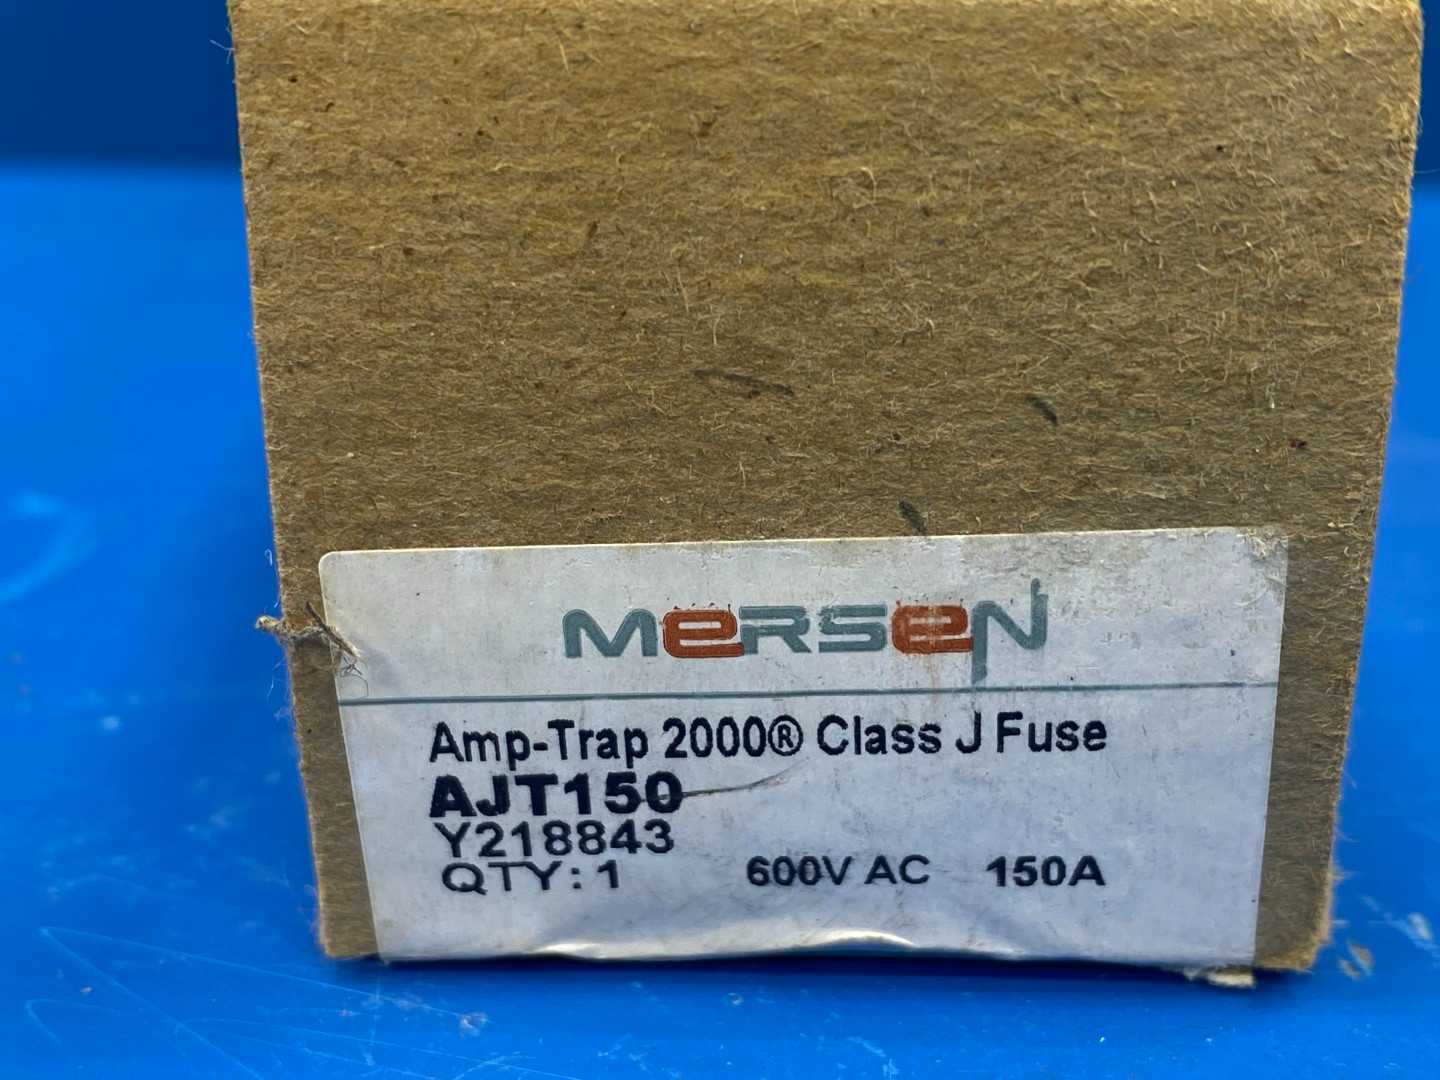 MERSEN
Amp-Trap 2000® Class J Fuse
AJT150
Y218843
QTY:1 600V AC 150A